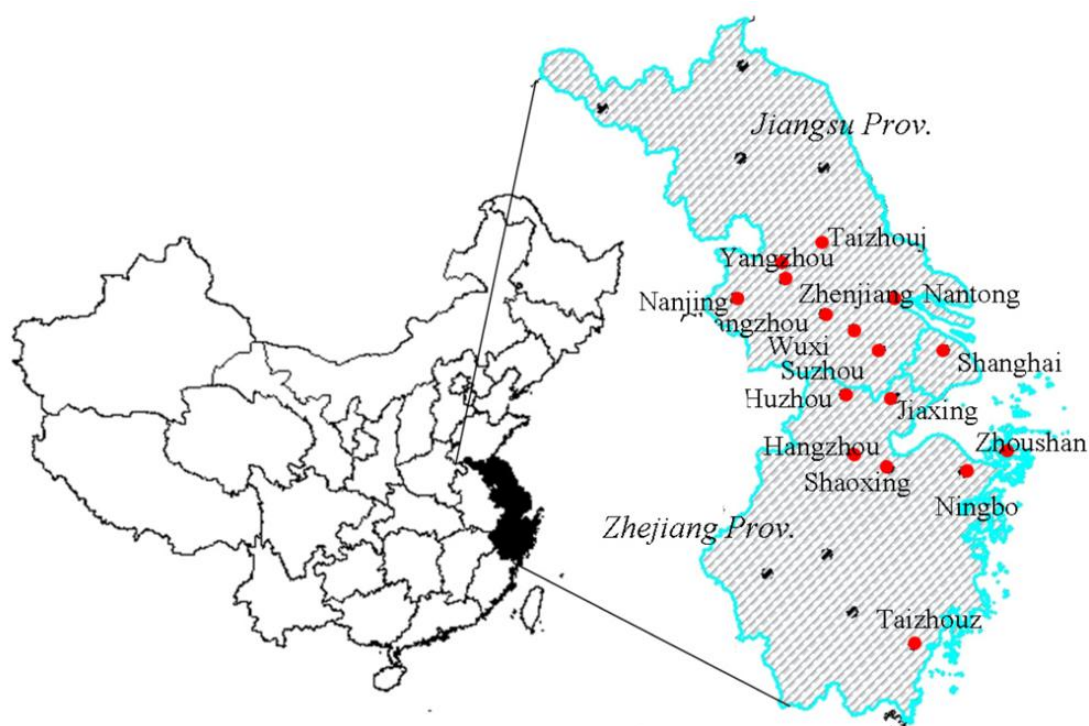 Jiangsu Prov.
Taizhouj
Yangzhou
Zhenjiang
Nantong
Nanjing
angzhou
Wuxi
Suzhou
Shanghai
Huzhou
Jiaxing
Hangzhou
Zhoushan
Shaoxing
Ningbo
Zhejiang Prov.
Taizhouz